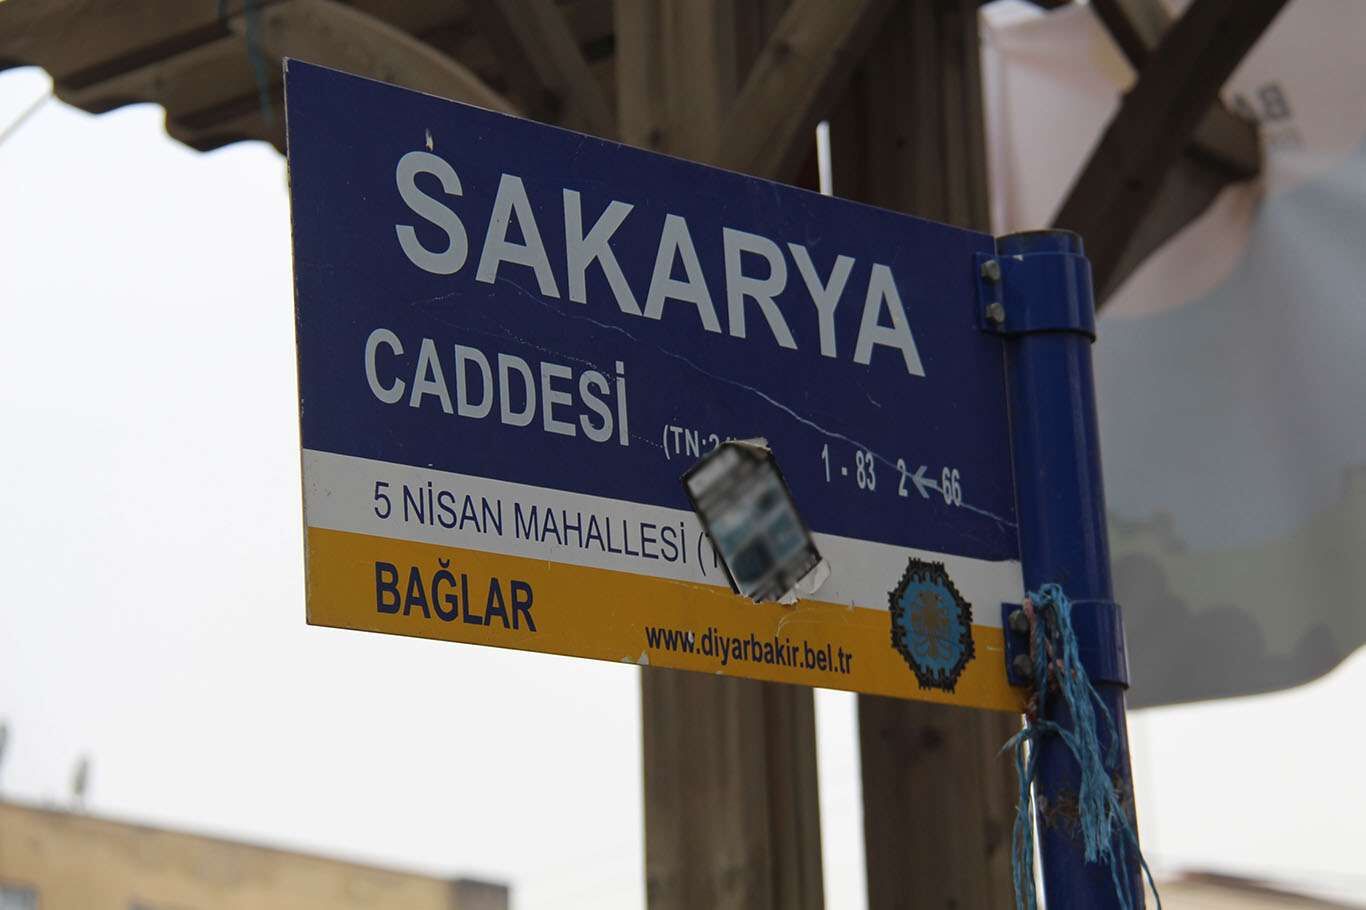 SAKARYA
CADDESİ
1 - 83 2 ← 66
5 NİSAN MAHALLESİ
BAĞLAR
www.diyarbakir.bel.tr